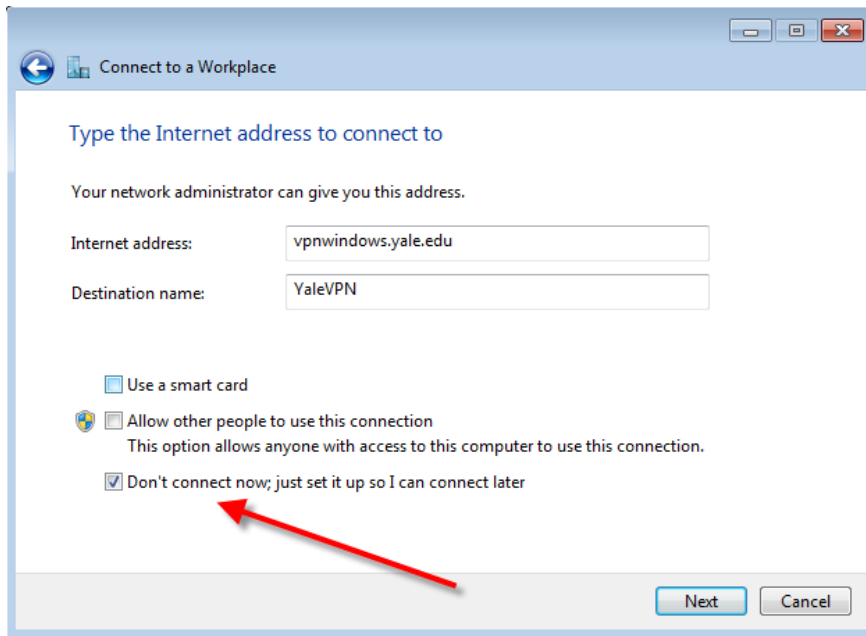 Connect to a Workplace
Type the Internet address to connect to
Your network administrator can give you this address.
Internet address: vpnwindows.yale.edu
Destination name: YaleVPN
Use a smart card
Allow other people to use this connection
This option allows anyone with access to this computer to use this connection.
Don't connect now; just set it up so I can connect later
Next Cancel